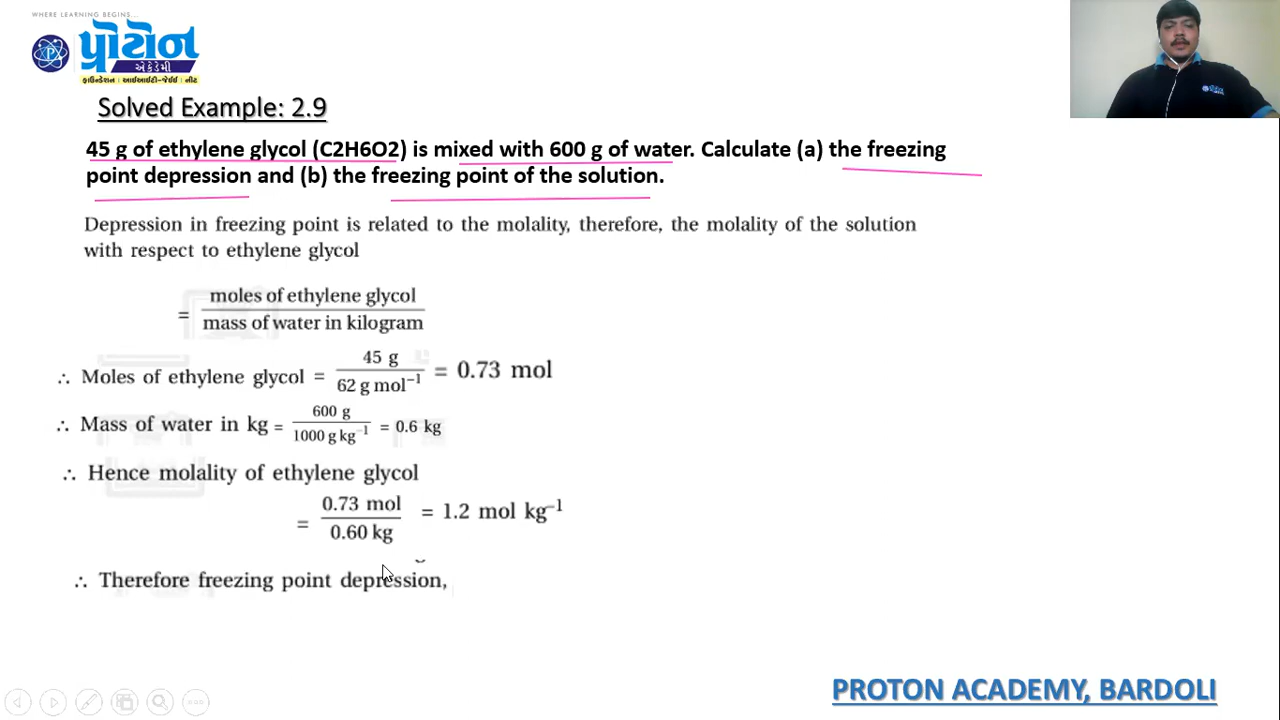 WHERE LEARNING BEGINS...
પ્રોટોન
એકેડેમી
ફાઉન્ડેશન | આઈઆઈટી-જેઈઈ | નીટ
Solved Example: 2.9
45 g of ethylene glycol (C2H6O2) is mixed with 600 g of water. Calculate (a) the freezing
point depression and (b) the freezing point of the solution.
Depression in freezing point is related to the molality, therefore, the molality of the solution
with respect to ethylene glycol
= moles of ethylene glycol / mass of water in kilogram
∴ Moles of ethylene glycol = 45 g / 62 g mol⁻¹ = 0.73 mol
∴ Mass of water in kg = 600 g / 1000 g kg⁻¹ = 0.6 kg
∴ Hence molality of ethylene glycol
= 0.73 mol / 0.60 kg = 1.2 mol kg⁻¹
∴ Therefore freezing point depression,
PROTON ACADEMY, BARDOLI